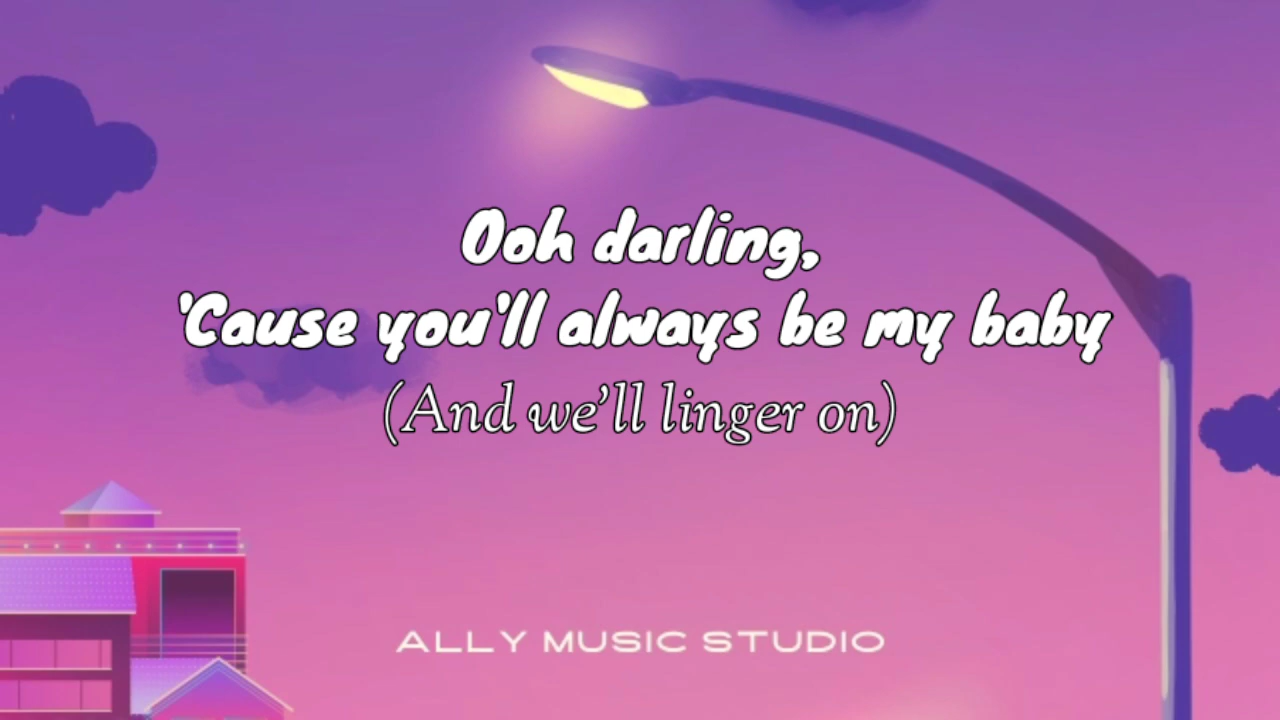 Ooh darling,
'Cause you'll always be my baby
(And we’ll linger on)
ALLY MUSIC STUDIO